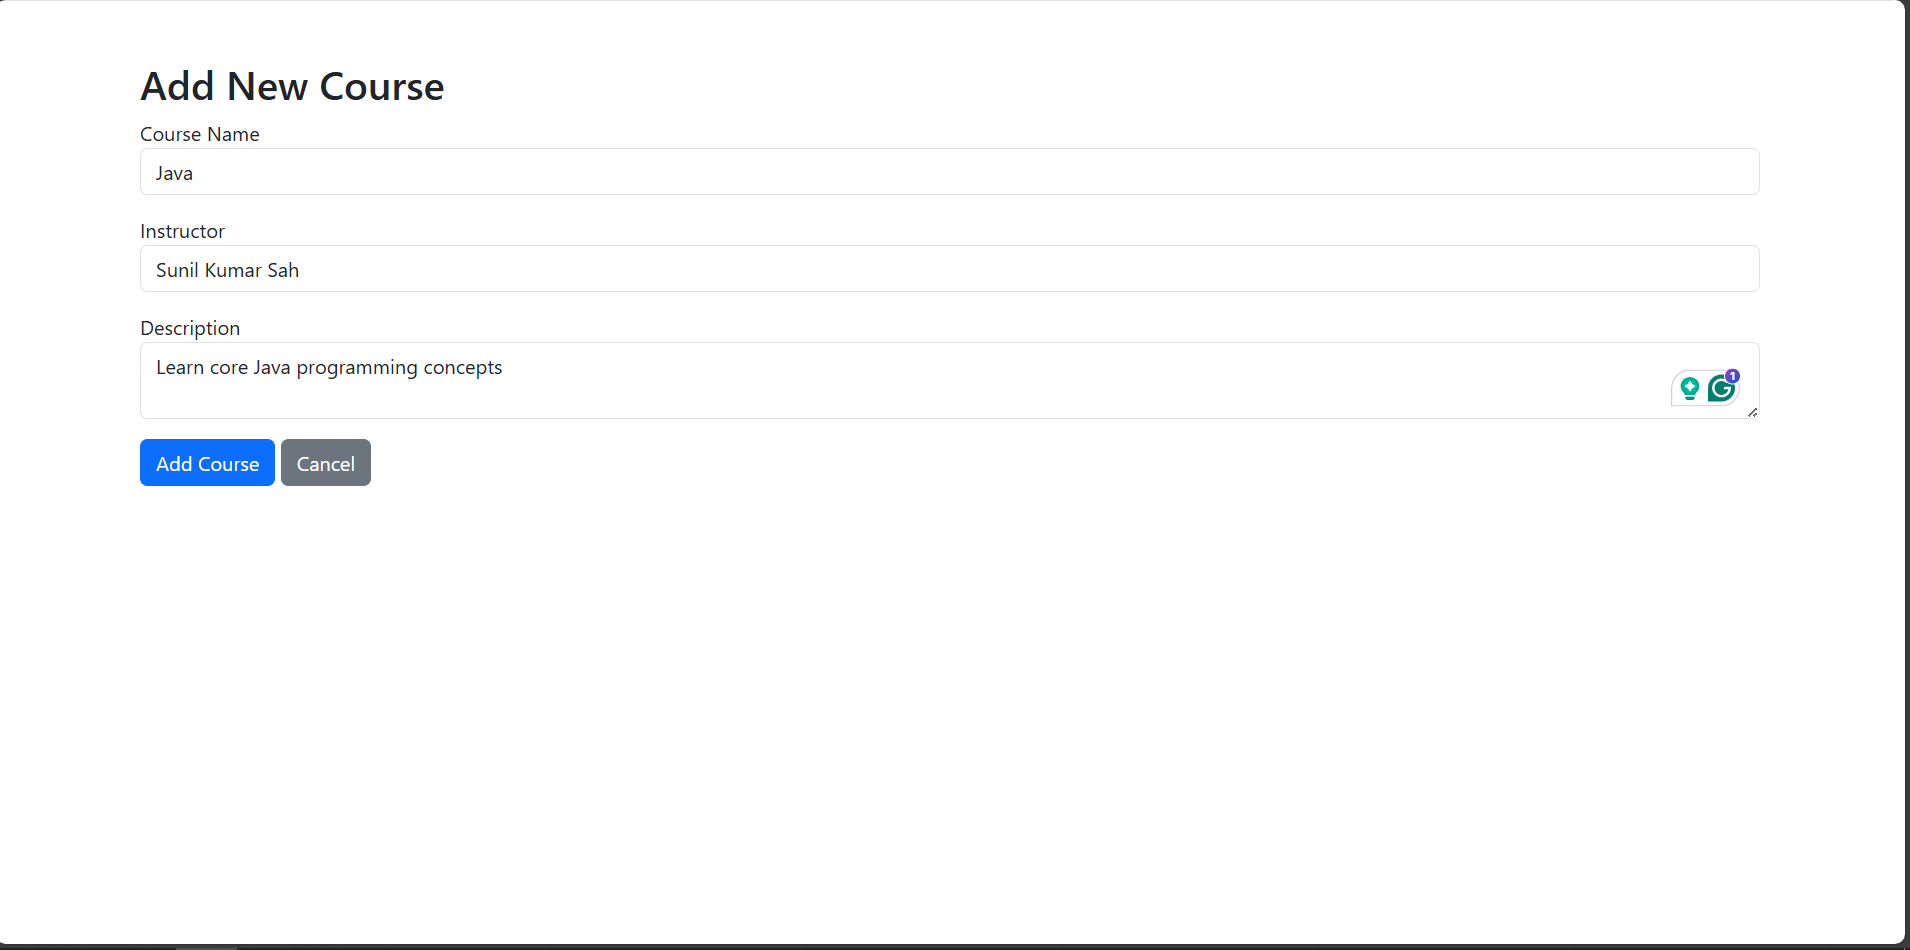 Add New Course
Course Name
Java
Instructor
Sunil Kumar Sah
Description
Learn core Java programming concepts
1
Add Course Cancel